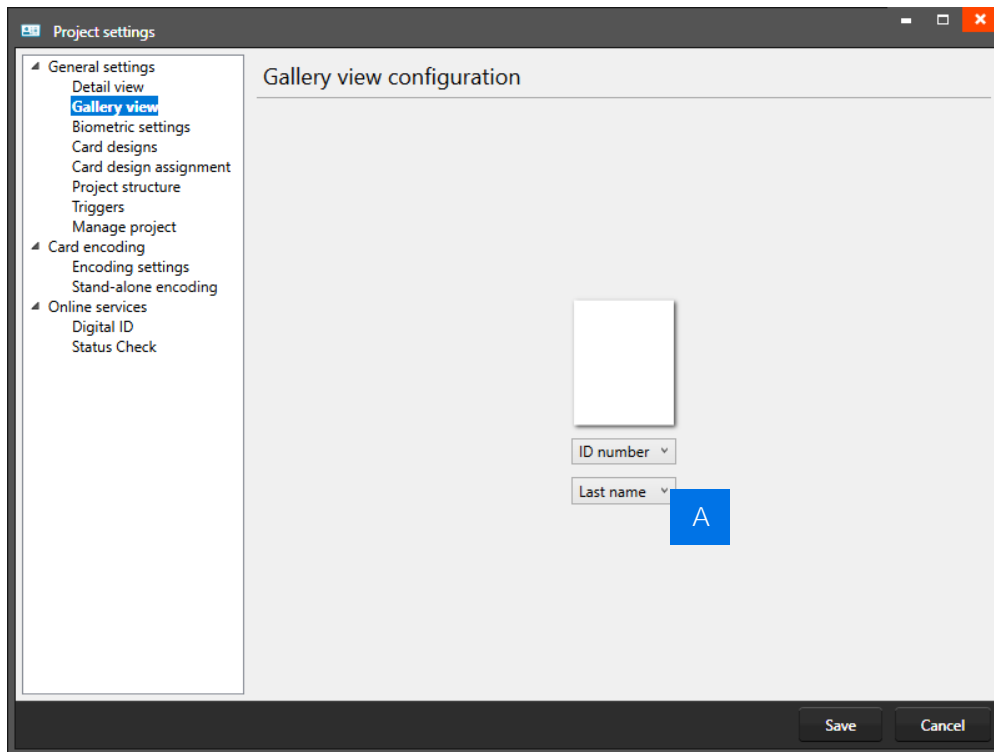 Project settings
General settings
Detail view
Gallery view
Biometric settings
Card designs
Card design assignment
Project structure
Triggers
Manage project
Card encoding
Encoding settings
Stand-alone encoding
Online services
Digital ID
Status Check
Gallery view configuration
ID number
Last name
A
Save
Cancel